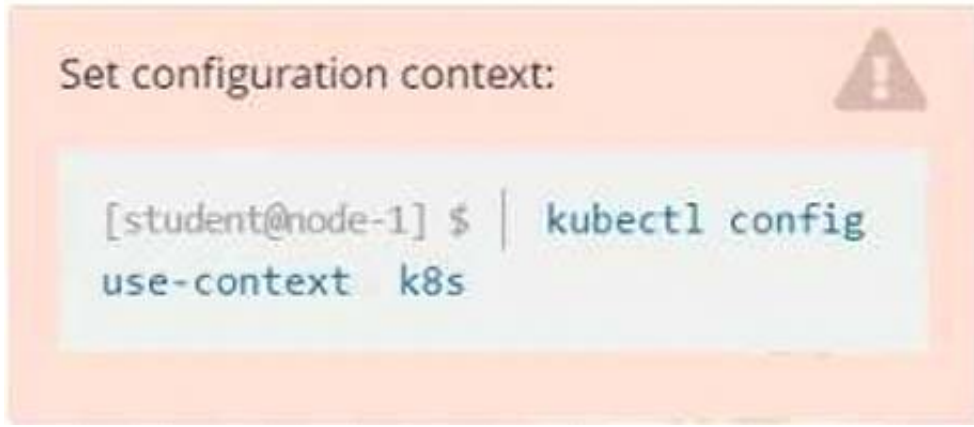 Set configuration context:
[student@node-1] $ | kubectl config
use-context k8s